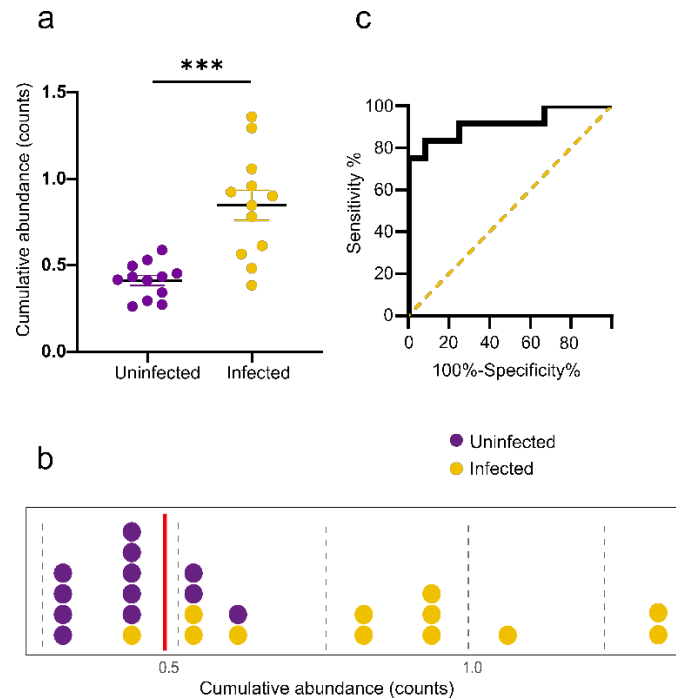 a
***
Cumulative abundance (counts)
1.5
1.0
0.5
0.0
Uninfected
Infected
c
Sensitivity %
100
80
60
40
20
0
0 20 40 60 80
100%-Specificity%
Uninfected
Infected
b
0.5
1.0
Cumulative abundance (counts)